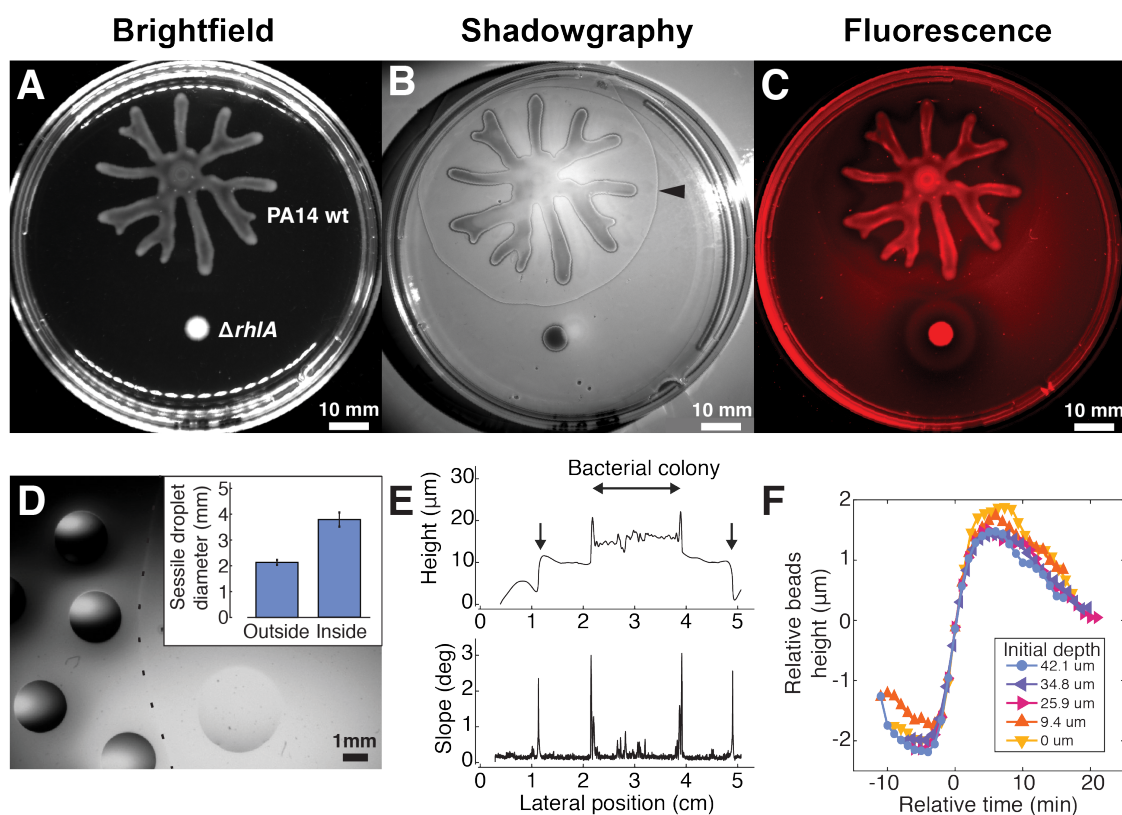 Brightfield
Shadowgraphy
Fluorescence
A
B
C
PA14 wt
ΔrhlA
10 mm
10 mm
10 mm
D
Sessile droplet
diameter (mm)
5
4
3
2
1
0
Outside
Inside
1mm
E
Height (µm)
30
20
10
0
Bacterial colony
0 1 2 3 4 5
Slope (deg)
3
2
1
0
0 1 2 3 4 5
Lateral position (cm)
F
Relative beads
height (µm)
2
1
0
-1
-2
Initial depth
42.1 um
34.8 um
25.9 um
9.4 um
0 um
-10 0 10 20
Relative time (min)